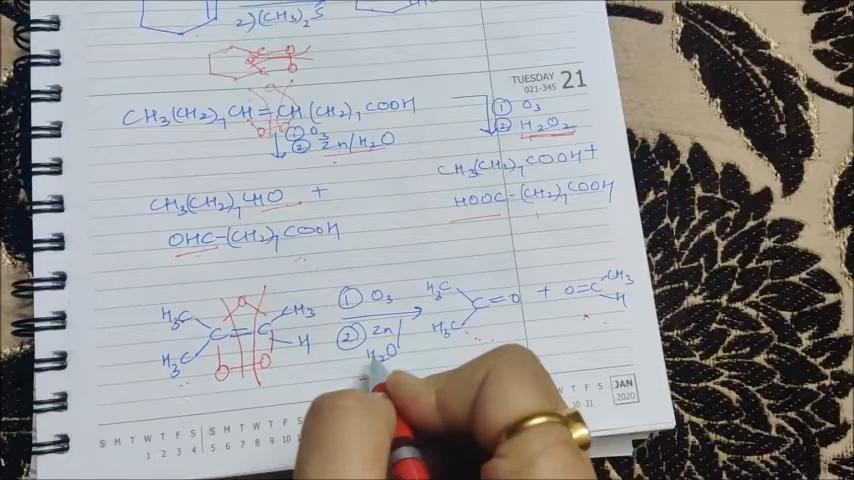 2) (CH₃)₂S
TUESDAY 21
021-345
CH₃(CH₂)₇CH=CH(CH₂)₇COOH
① O₃
② Zn/H₂O
① O₃
② H₂O₂
CH₃(CH₂)₇CHO +
OHC-(CH₂)₇COOH
CH₃(CH₂)₇COOH +
HOOC-(CH₂)₇COOH
H₃C
H₃C
C=C
CH₃
H
O
O O
① O₃
② Zn/
H₂O
H₃C
H₃C
C=O + O=C
CH₃
H
S M T W T F S S M T W T F S
1 2 3 4 5 6 7 8 9 10
T F S
30 31
JAN
2020